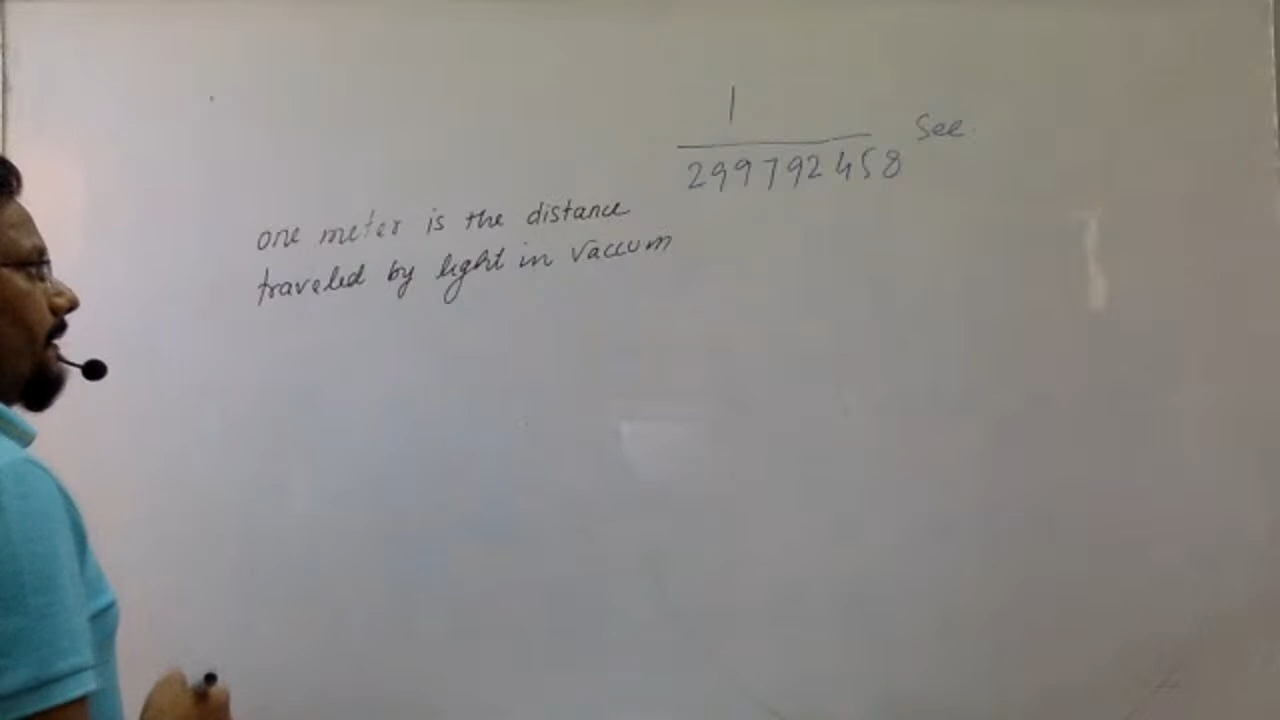 1
299792458 Sec
one meter is the distance
traveled by light in vaccum